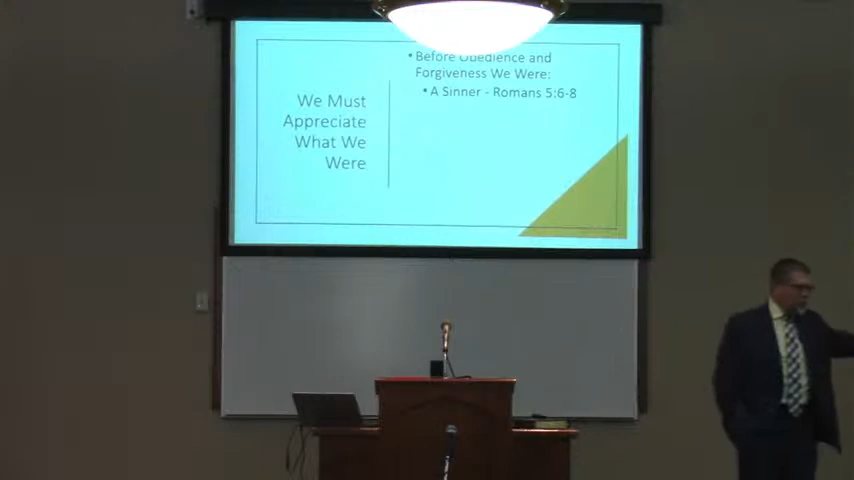 We Must
Appreciate
What We
Were
• Before Obedience and
Forgiveness We Were:
• A Sinner - Romans 5:6-8